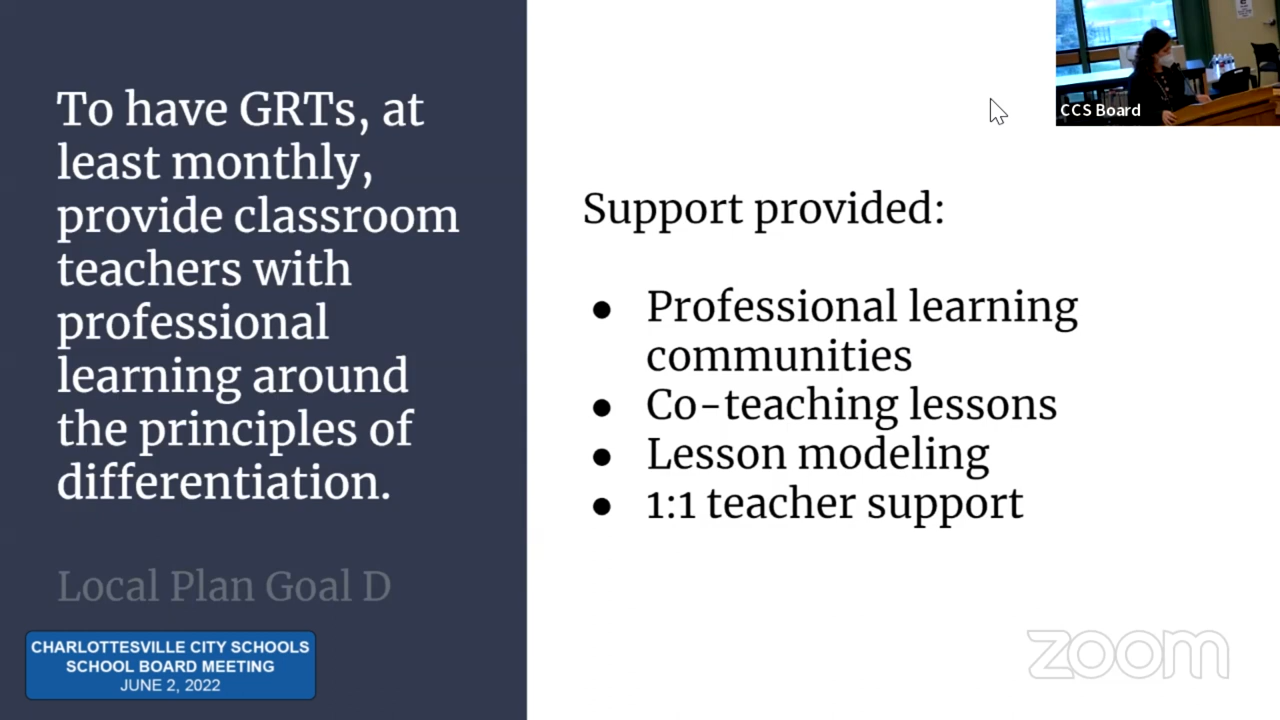 To have GRTs, at
least monthly,
provide classroom
teachers with
professional
learning around
the principles of
differentiation.
Local Plan Goal D
CHARLOTTESVILLE CITY SCHOOLS
SCHOOL BOARD MEETING
JUNE 2, 2022
CCS Board
Support provided:
● Professional learning
communities
● Co-teaching lessons
● Lesson modeling
● 1:1 teacher support
zoom